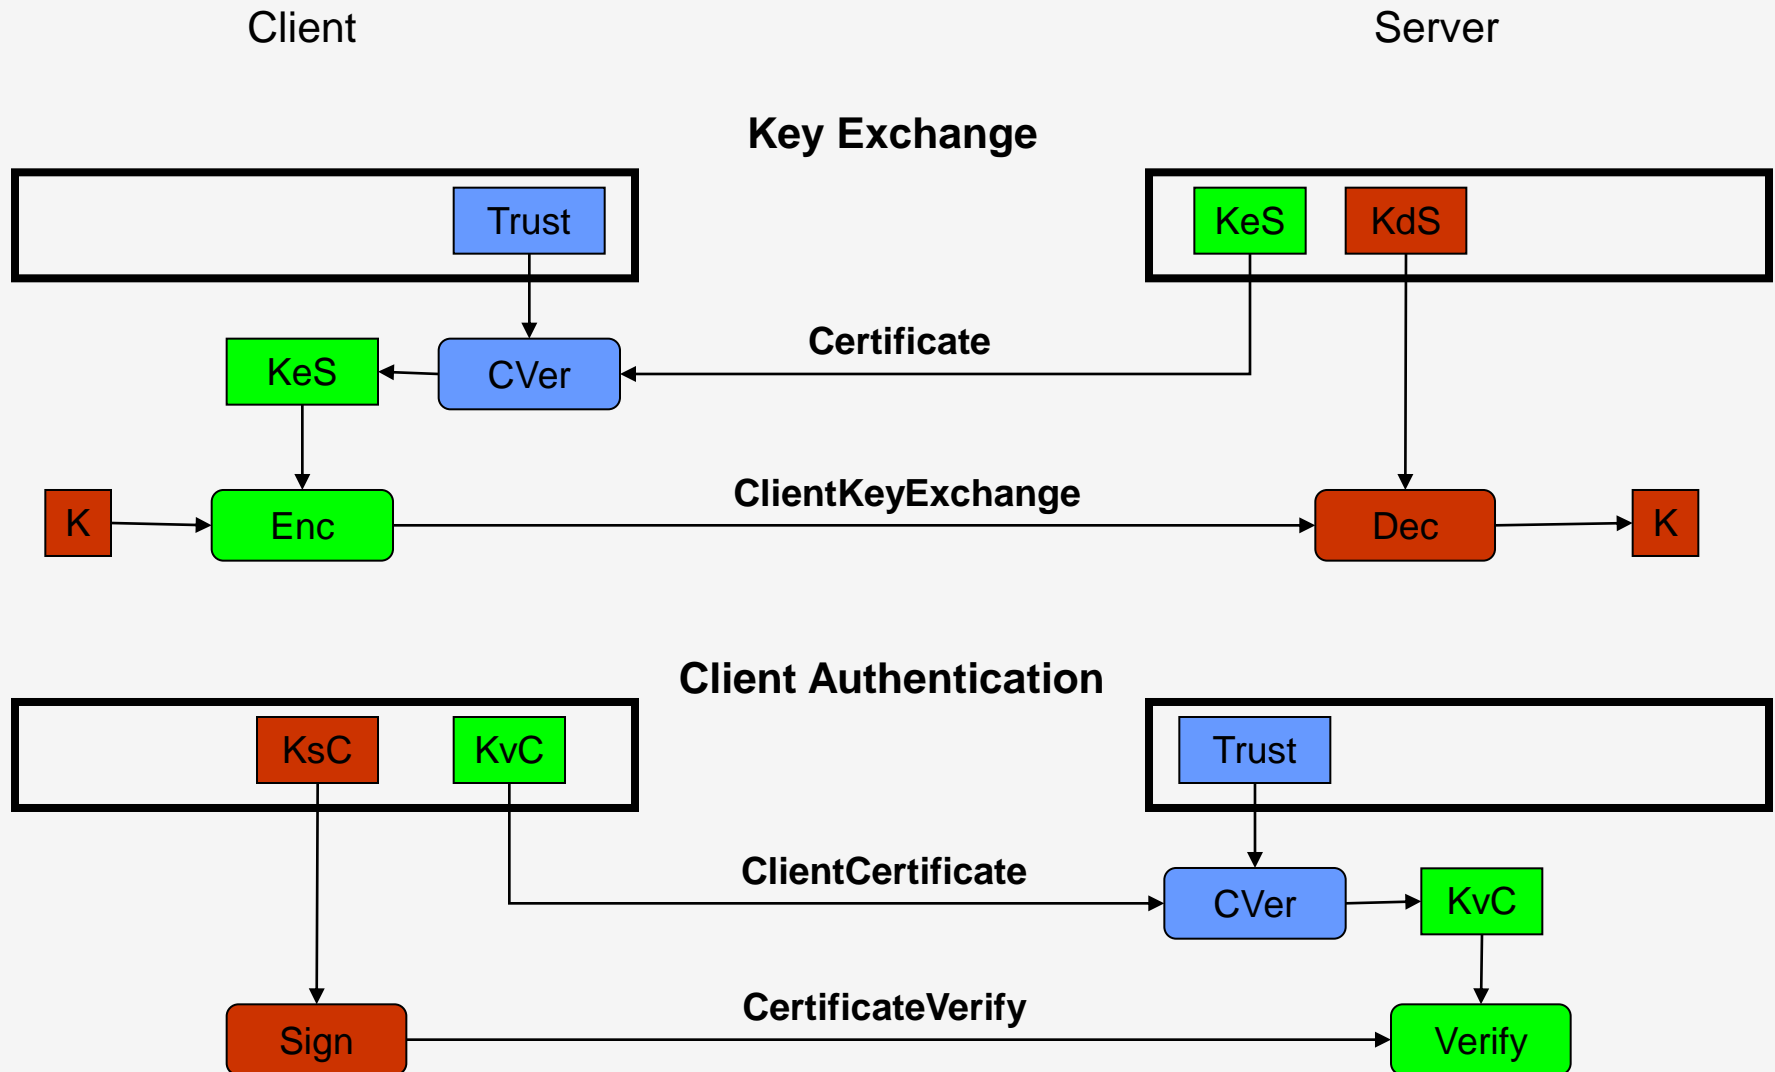 Client
Server
Key Exchange
Trust
KeS
KdS
Certificate
KeS
CVer
ClientKeyExchange
K
Enc
Dec
K
Client Authentication
KsC
KvC
Trust
ClientCertificate
CVer
KvC
CertificateVerify
Sign
Verify